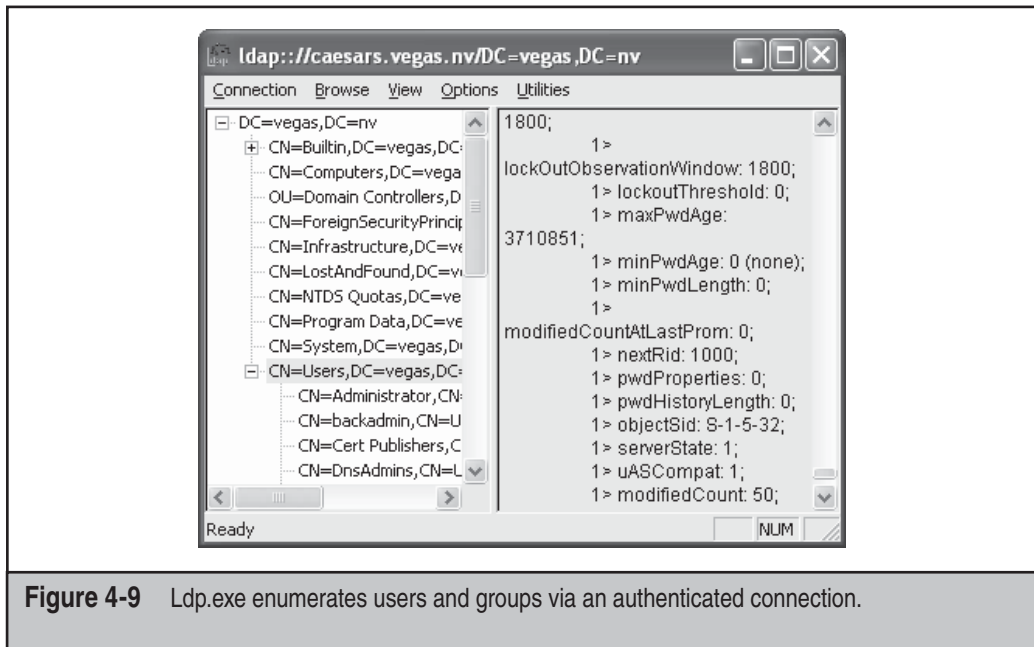 ldap
ldap:://caesars.vegas.nv/DC=vegas,DC=nv
Connection Browse View Options Utilities
DC=vegas,DC=nv
CN=Builtin,DC=vegas,DC
CN=Computers,DC=vega
OU=Domain Controllers,D
CN=ForeignSecurityPrincip
CN=Infrastructure,DC=ve
CN=LostAndFound,DC=v
CN=NTDS Quotas,DC=ve
CN=Program Data,DC=ve
CN=System,DC=vegas,D
CN=Users,DC=vegas,DC=
CN=Administrator,CN=
CN=backadmin,CN=U
CN=Cert Publishers,C
CN=DnsAdmins,CN=U
1800;
1>
lockOutObservationWindow: 1800;
1> lockoutThreshold: 0;
1> maxPwdAge:
3710851;
1> minPwdAge: 0 (none);
1> minPwdLength: 0;
1>
modifiedCountAtLastProm: 0;
1> nextRid: 1000;
1> pwdProperties: 0;
1> pwdHistoryLength: 0;
1> objectSid: S-1-5-32;
1> serverState: 1;
1> uASCompat: 1;
1> modifiedCount: 50;
Ready
NUM
Figure 4-9 Ldp.exe enumerates users and groups via an authenticated connection.